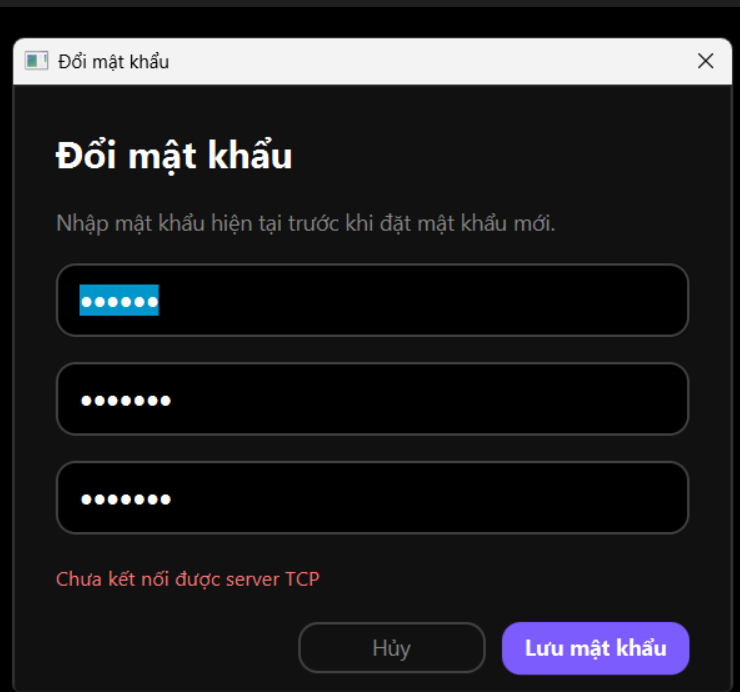 Đổi mật khẩu
Đổi mật khẩu
Nhập mật khẩu hiện tại trước khi đặt mật khẩu mới.
••••••
•••••••
•••••••
Chưa kết nối được server TCP
Hủy
Lưu mật khẩu